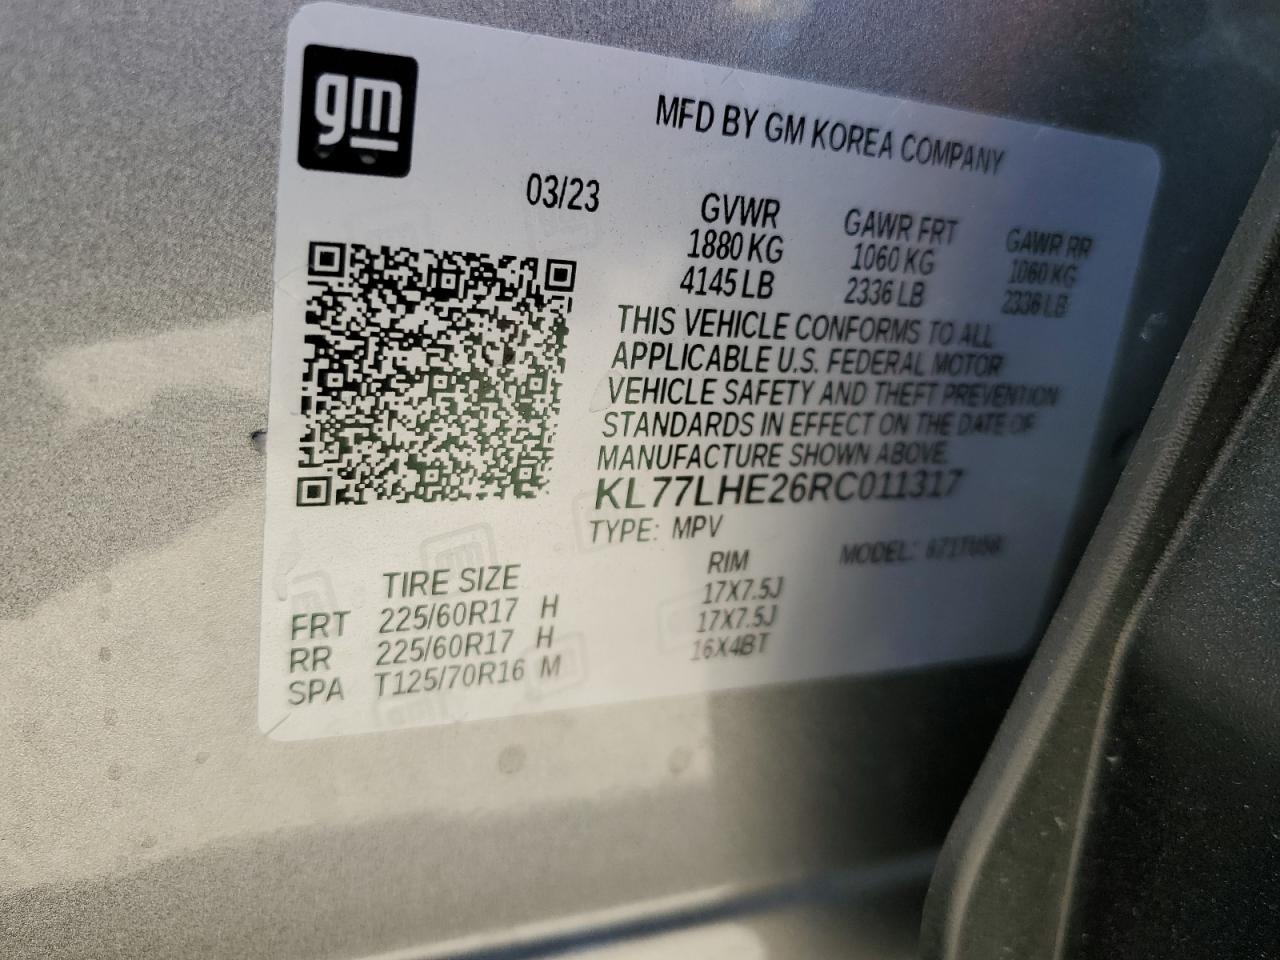 gm
MFD BY GM KOREA COMPANY
03/23
GVWR GAWR FRT GAWR RR
1880 KG 1060 KG 1060 KG
4145 LB 2336 LB 2336 LB
THIS VEHICLE CONFORMS TO ALL
APPLICABLE U.S. FEDERAL MOTOR
VEHICLE SAFETY AND THEFT PREVENTION
STANDARDS IN EFFECT ON THE DATE OF
MANUFACTURE SHOWN ABOVE.
KL77LHE26RC011317
TYPE: MPV MODEL:
TIRE SIZE RIM
FRT 225/60R17 H 17X7.5J
RR 225/60R17 H 17X7.5J
SPA T125/70R16 M 16X4BT